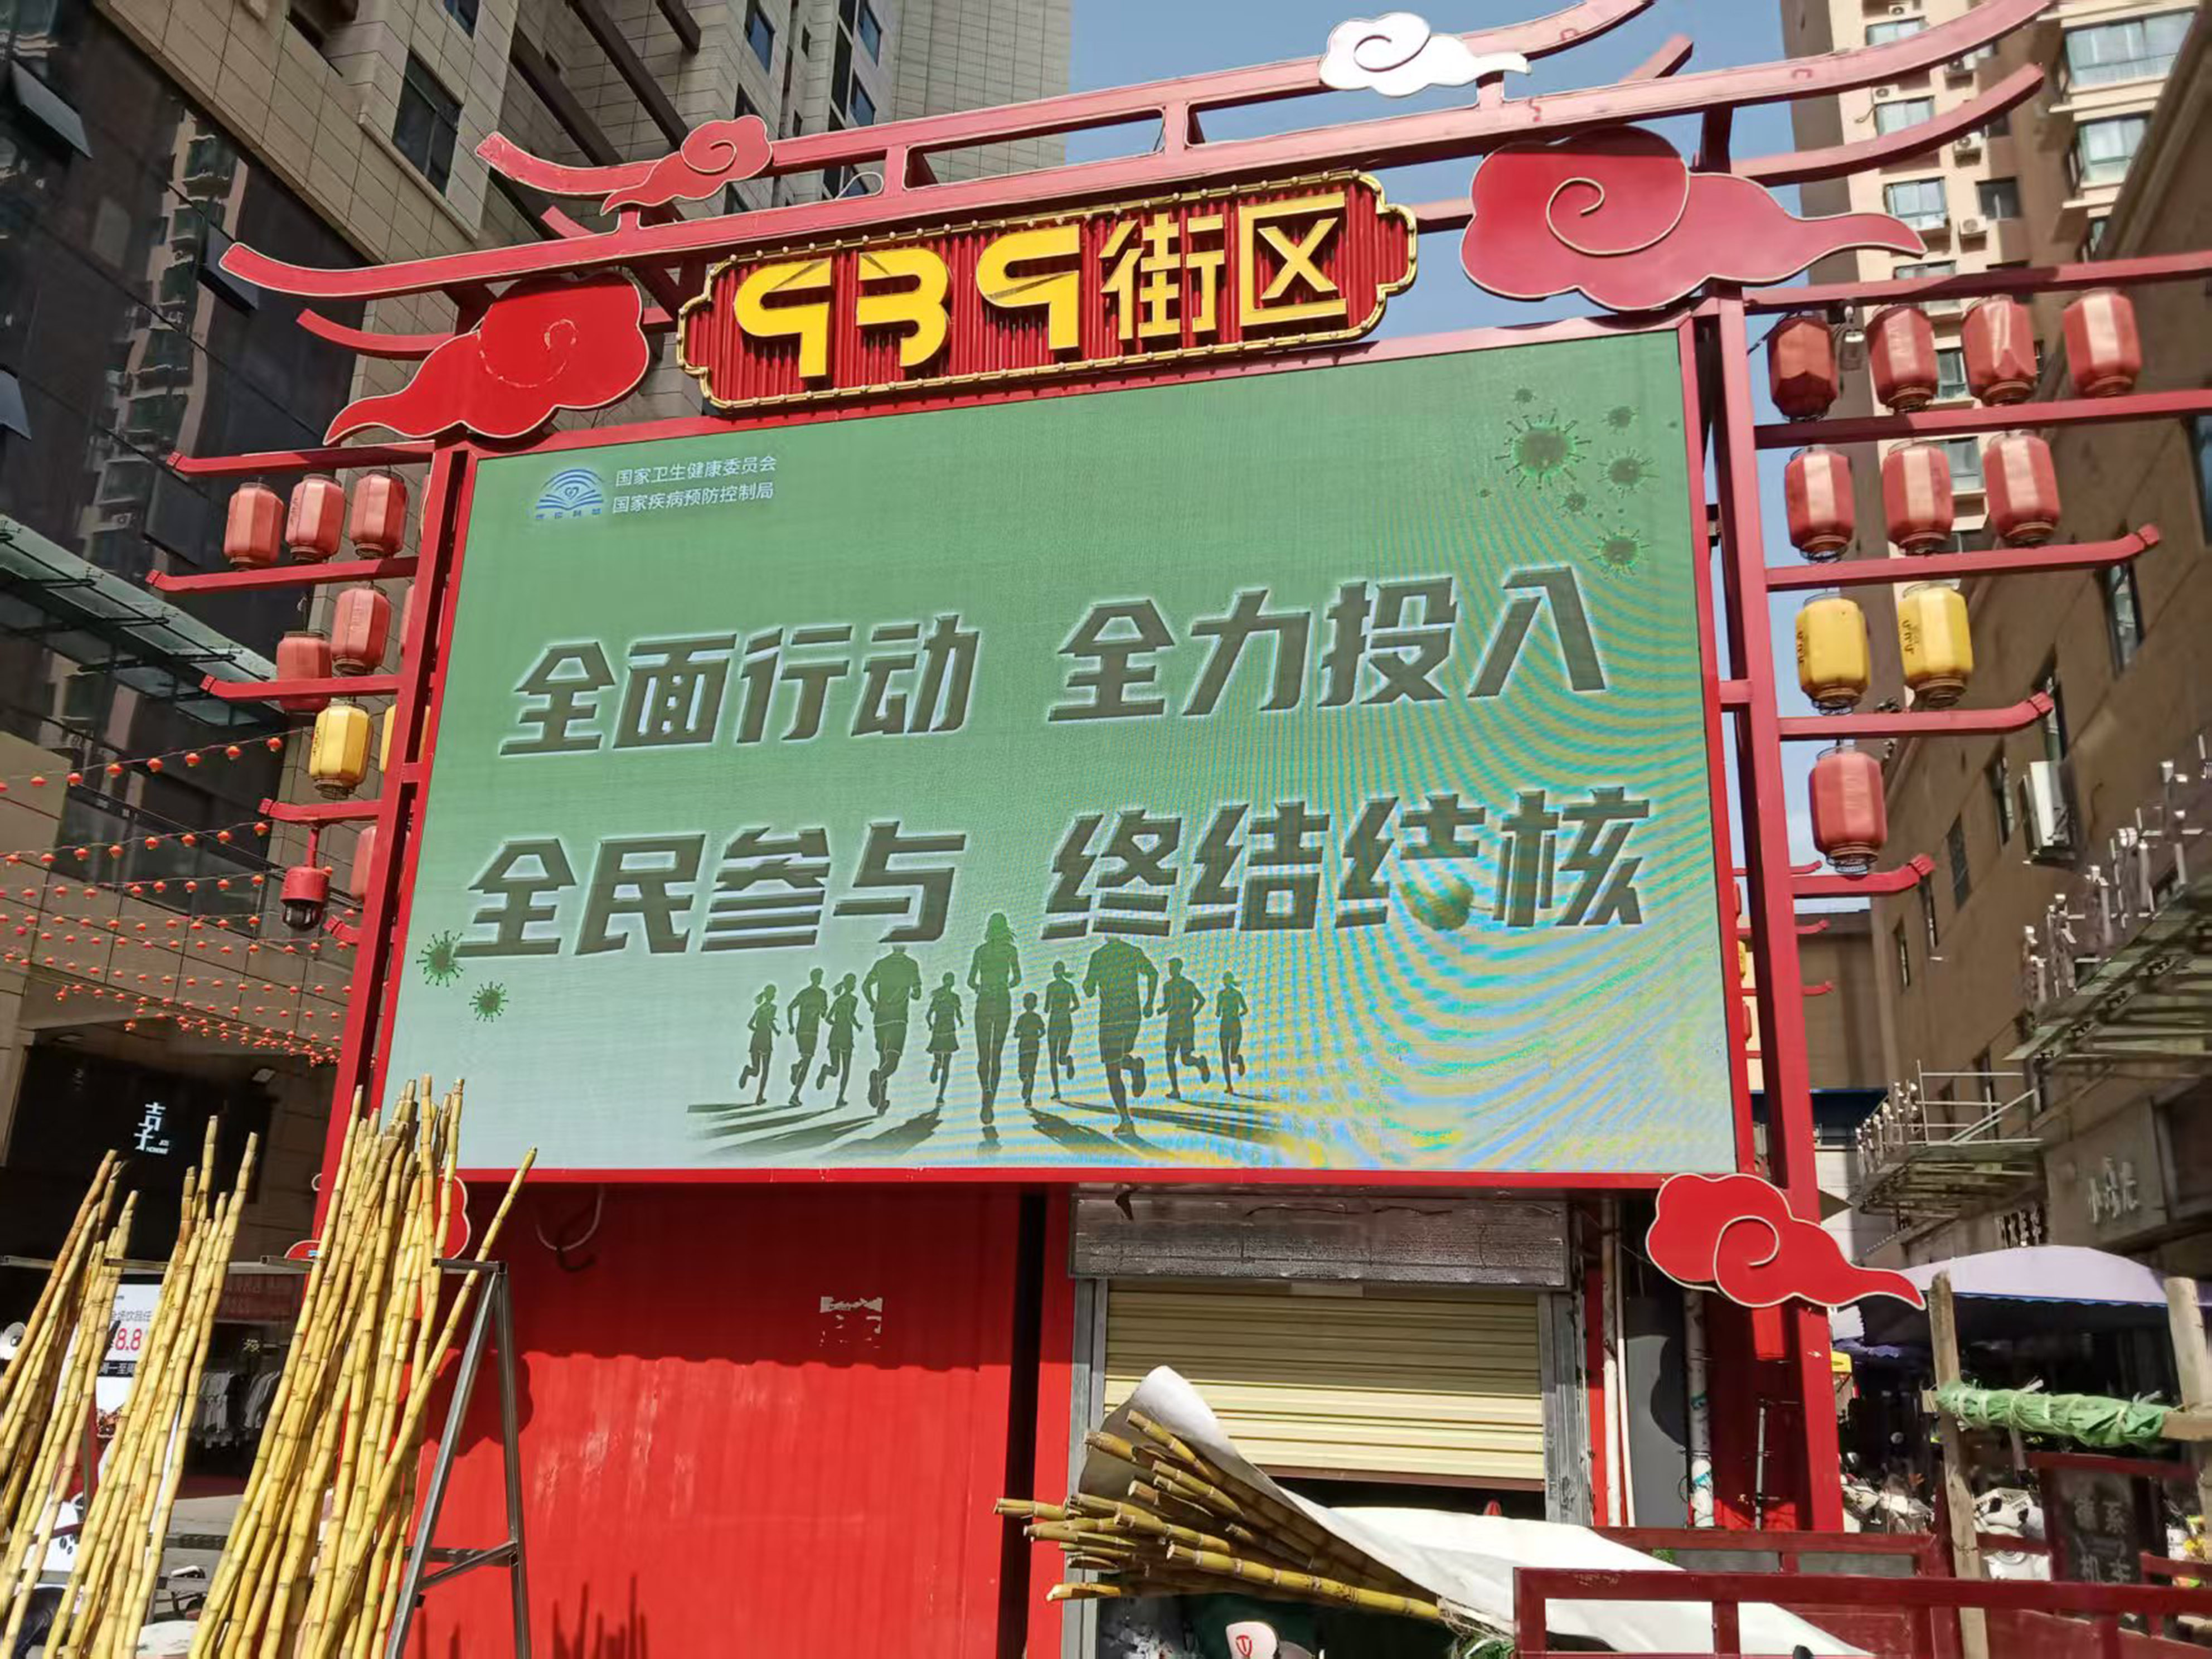 939街区
国家卫生健康委员会
国家疾病预防控制局
全面行动 全力投入
全民参与 终结结核
8.8